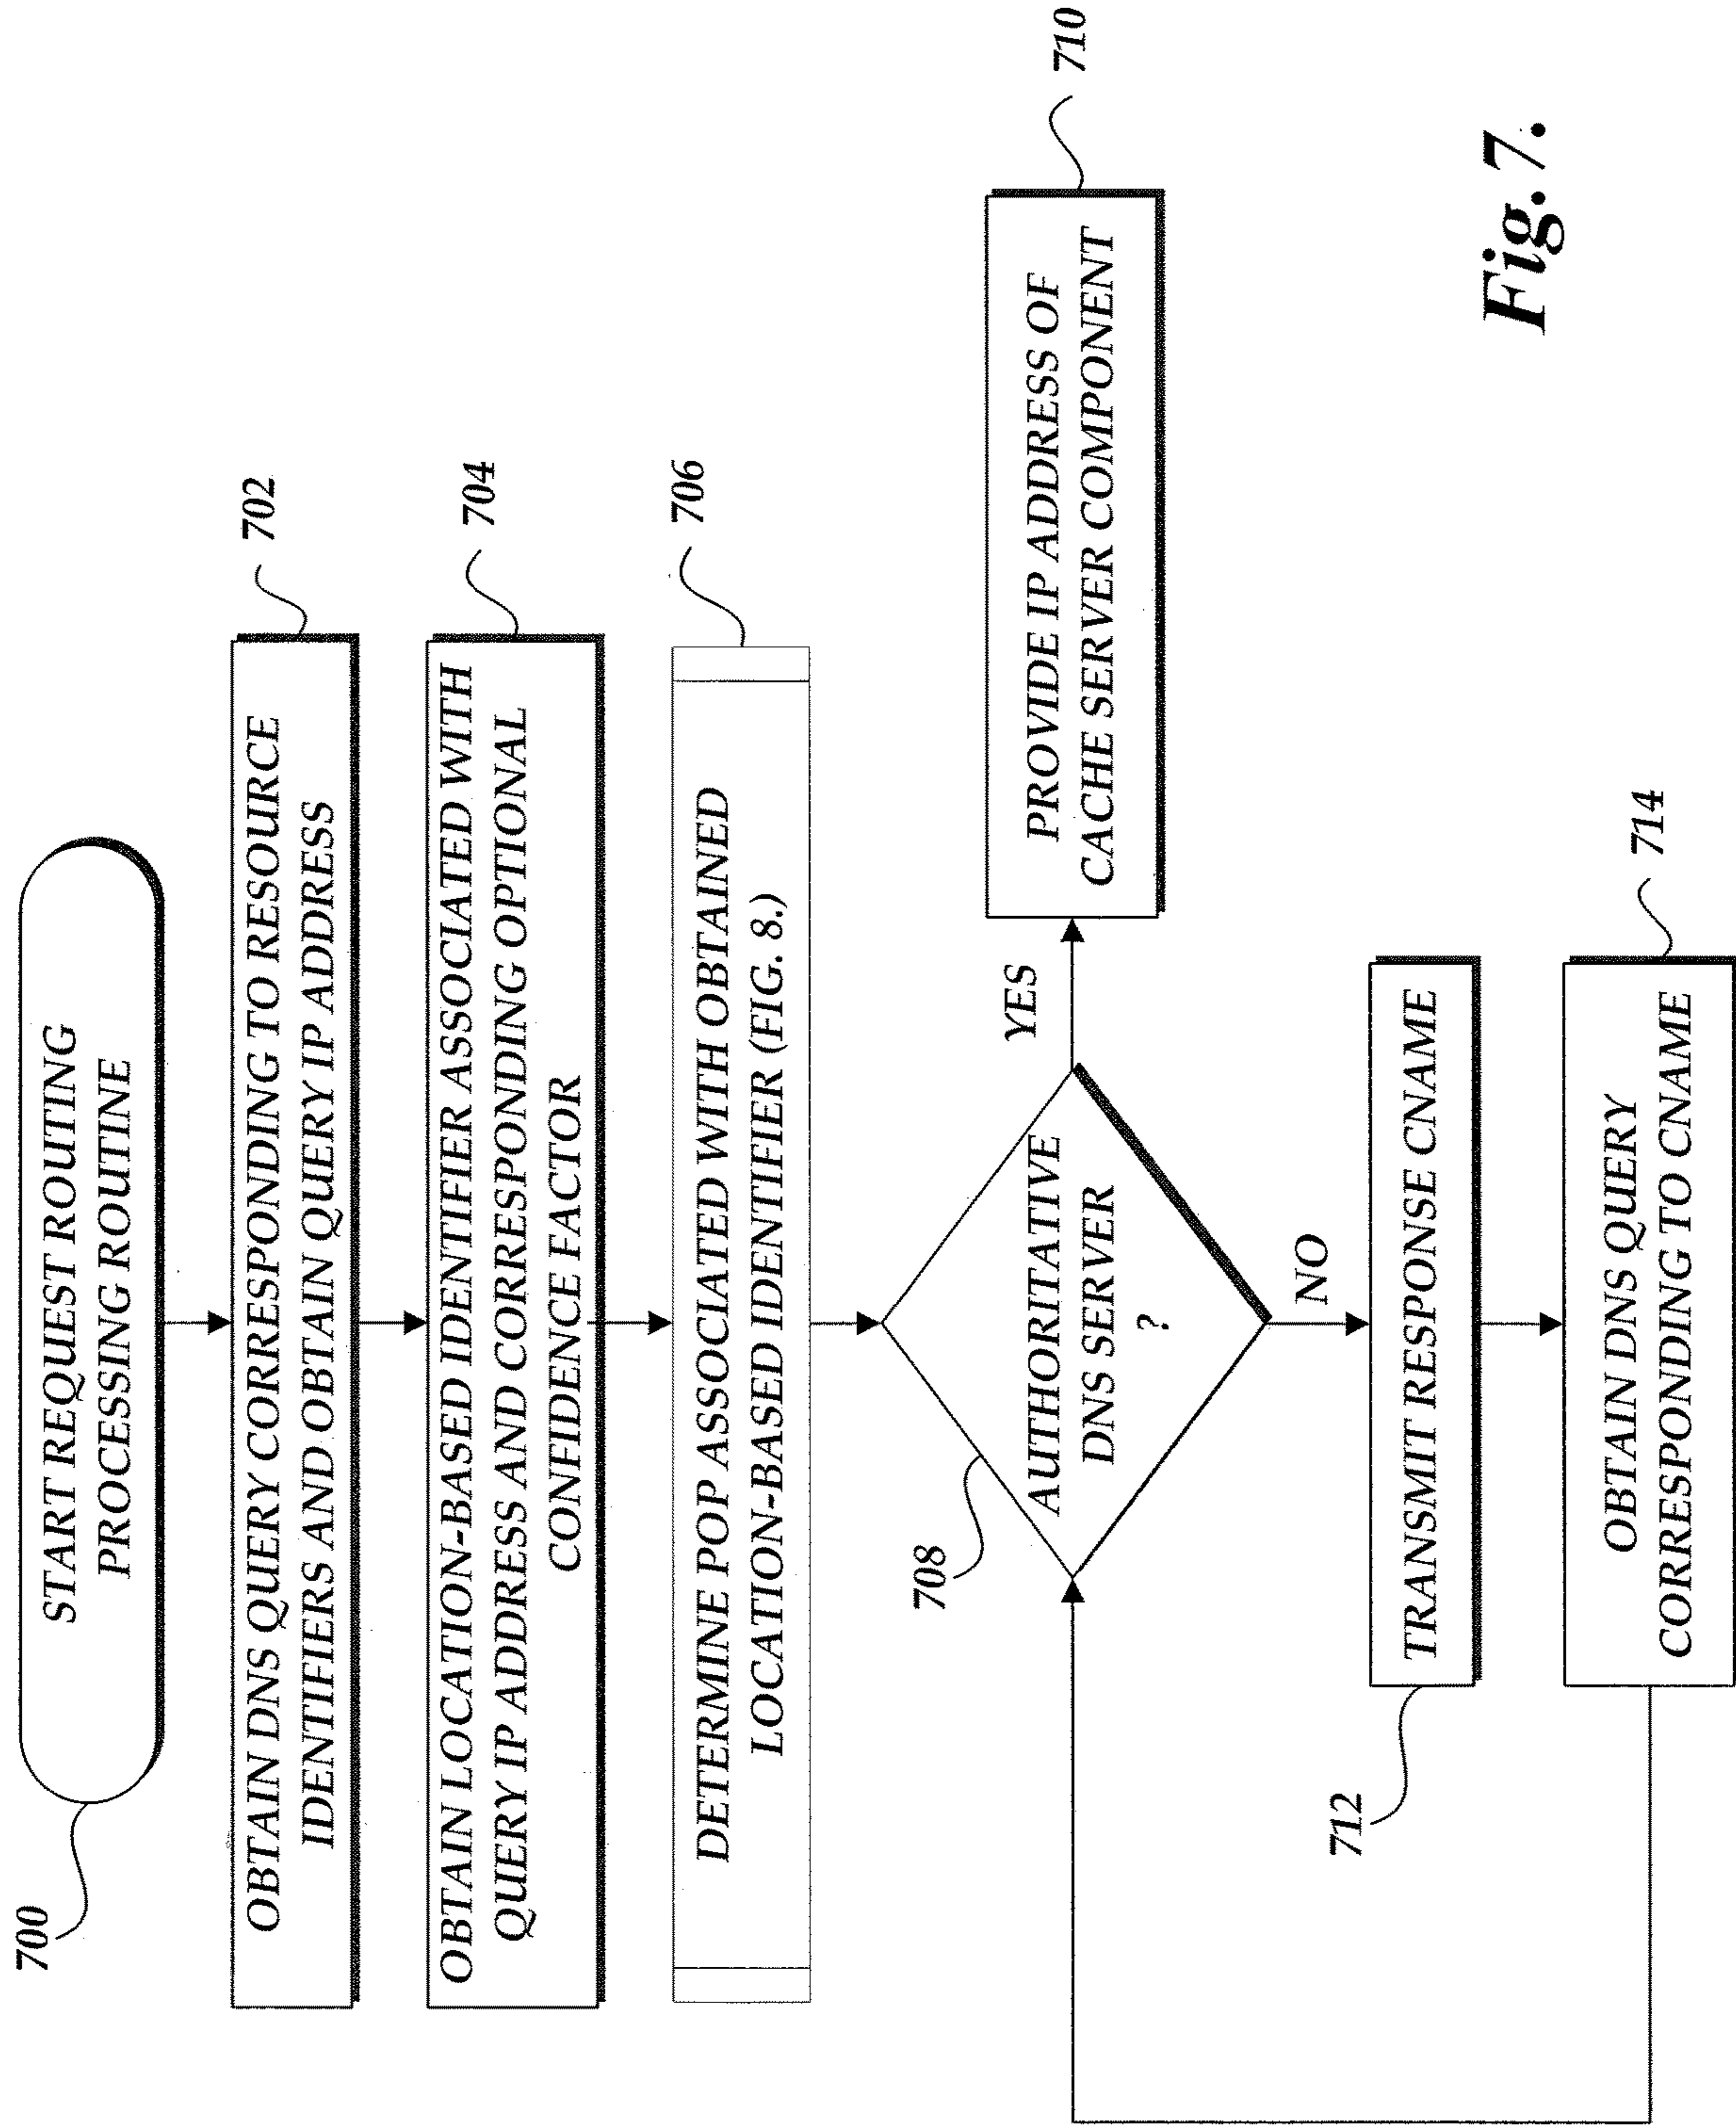 700
START REQUEST ROUTING
PROCESSING ROUTINE
702
OBTAIN DNS QUERY CORRESPONDING TO RESOURCE
IDENTIFIERS AND OBTAIN QUERY IP ADDRESS
704
OBTAIN LOCATION-BASED IDENTIFIER ASSOCIATED WITH
QUERY IP ADDRESS AND CORRESPONDING OPTIONAL
CONFIDENCE FACTOR
706
DETERMINE POP ASSOCIATED WITH OBTAINED
LOCATION-BASED IDENTIFIER (FIG. 8.)
708
AUTHORITATIVE
DNS SERVER
?
YES
710
PROVIDE IP ADDRESS OF
CACHE SERVER COMPONENT
NO
712
TRANSMIT RESPONSE CNAME
714
OBTAIN DNS QUERY
CORRESPONDING TO CNAME
Fig.7.